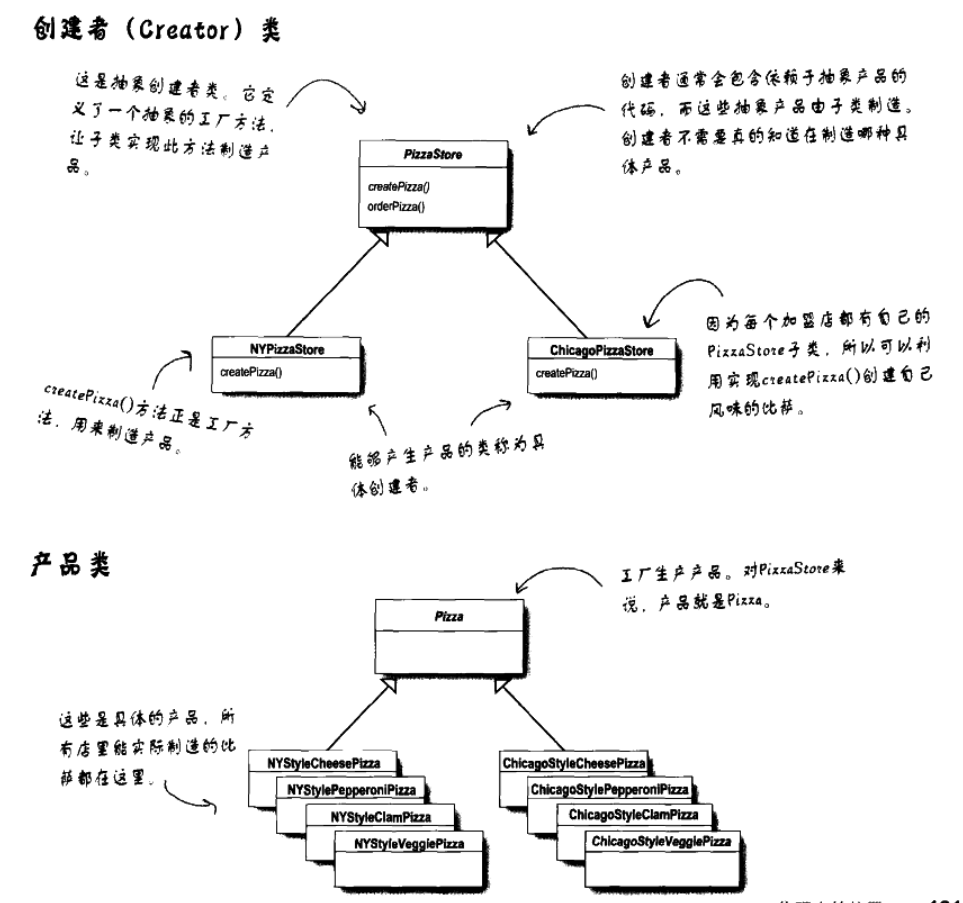 创建者（Creator）类
这是抽象创建者类。它定
义了一个抽象的工厂方法，
让子类实现此方法制造产
品。
创建者通常会包含依赖于抽象产品的
代码，而这些抽象产品由子类制造。
创建者不需要真的知道在制造哪种具
体产品。
PizzaStore
createPizza()
orderPizza()
NYPizzaStore
createPizza()
ChicagoPizzaStore
createPizza()
因为每个加盟店都有自己的
PizzaStore子类，所以可以利
用实现createPizza()创建自己
风味的比萨。
createPizza()方法正是工厂方
法，用来制造产品。
能够产生产品的类称为具
体创建者。
产品类
工厂生产产品。对PizzaStore来
说，产品就是Pizza。
Pizza
这些是具体的产品，所
有店里能实际制造的比
萨都在这里。
NYStyleCheesePizza
NYStylePepperoniPizza
NYStyleClamPizza
NYStyleVeggiePizza
ChicagoStyleCheesePizza
ChicagoStylePepperoniPizza
ChicagoStyleClamPizza
ChicagoStyleVeggiePizza